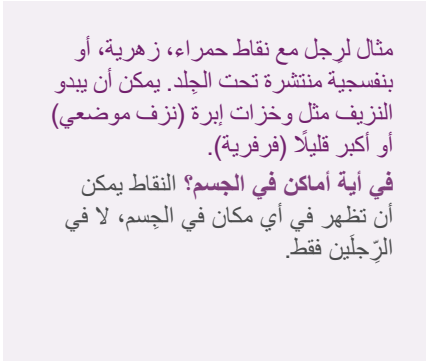 مثال لرِجل مع نقاط حمراء، زهرية، أو
بنفسجية منتشرة تحت الجِلد. يمكن أن يبدو
النزيف مثل وخزات إبرة (نزف موضعي)
أو أكبر قليلًا (فرفرية).
في أية أماكن في الجسم؟ النقاط يمكن
أن تظهر في أي مكان في الجِسم، لا في
الرِّجلَين فقط.